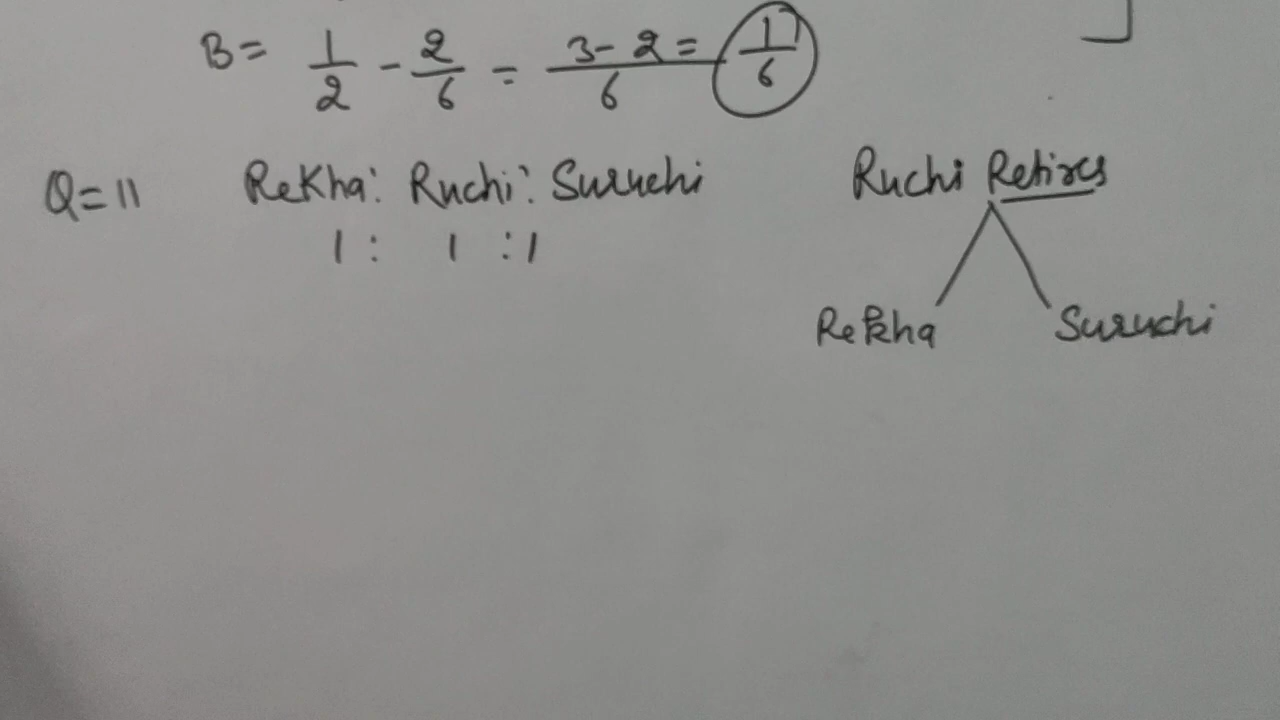 B = 1/2 - 2/6 = 3-2/6 = 1/6
Q=11 Rekha: Ruchi: Suruchi Ruchi Retires
1 : 1 : 1
Rekha Suruchi